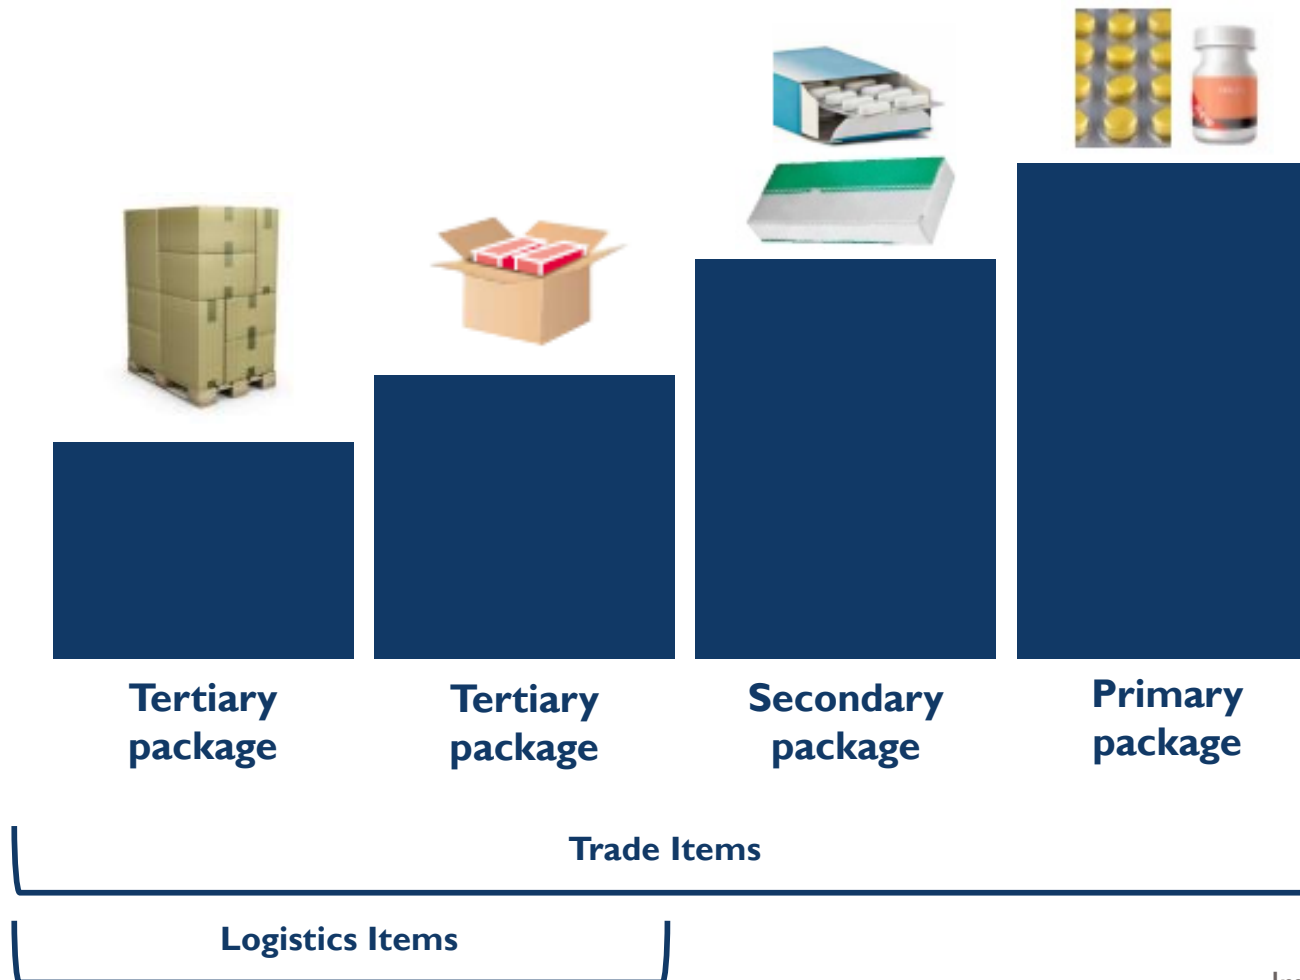 Tertiary
package
Tertiary
package
Secondary
package
Primary
package
Trade Items
Logistics Items